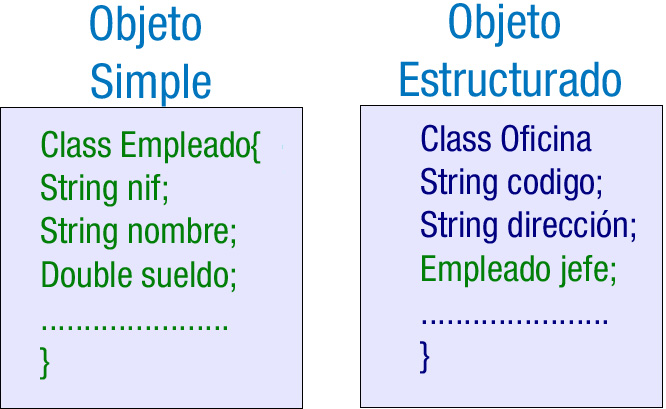 Objeto
Simple
Class Empleado{
String nif;
String nombre;
Double sueldo;
......................
}
Objeto
Estructurado
Class Oficina
String codigo;
String dirección;
Empleado jefe;
......................
}